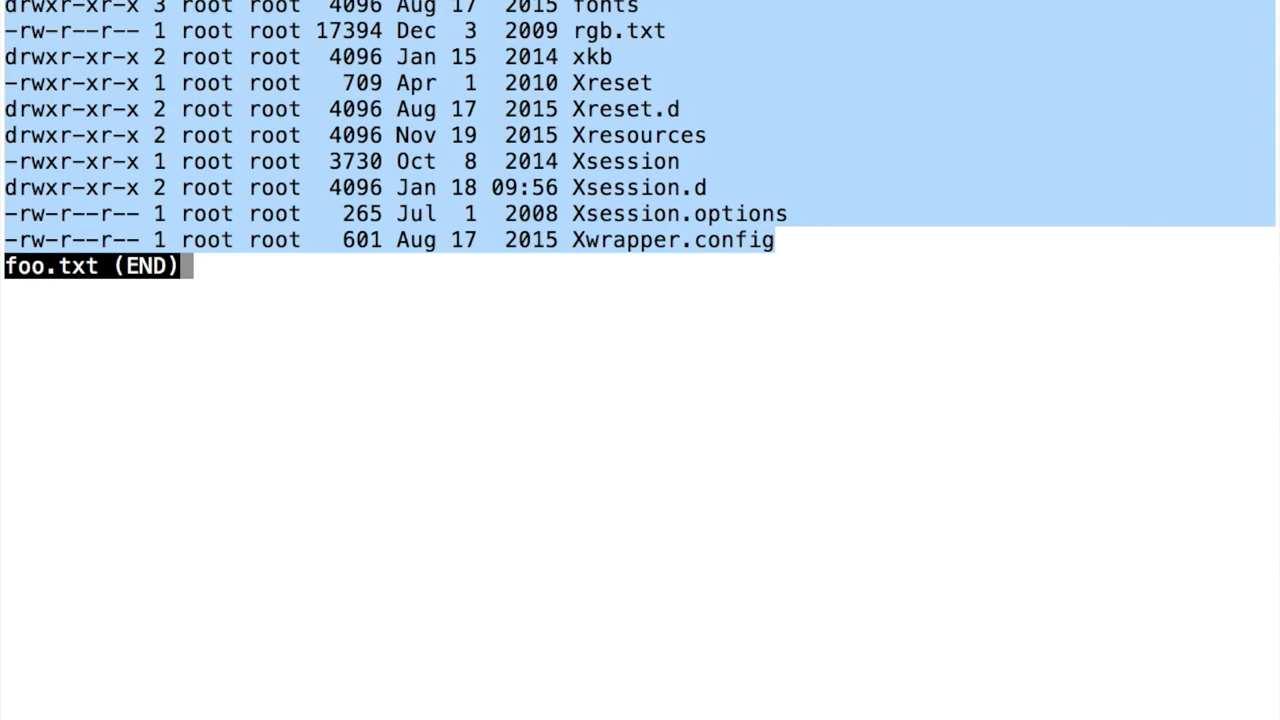 drwxr-xr-x 3 root root  4096 Aug 17  2015 fonts
-rw-r--r-- 1 root root 17394 Dec  3  2009 rgb.txt
drwxr-xr-x 2 root root  4096 Jan 15  2014 xkb
-rwxr-xr-x 1 root root   709 Apr  1  2010 Xreset
drwxr-xr-x 2 root root  4096 Aug 17  2015 Xreset.d
drwxr-xr-x 2 root root  4096 Nov 19  2015 Xresources
-rwxr-xr-x 1 root root  3730 Oct  8  2014 Xsession
drwxr-xr-x 2 root root  4096 Jan 18 09:56 Xsession.d
-rw-r--r-- 1 root root   265 Jul  1  2008 Xsession.options
-rw-r--r-- 1 root root   601 Aug 17  2015 Xwrapper.config
foo.txt (END)